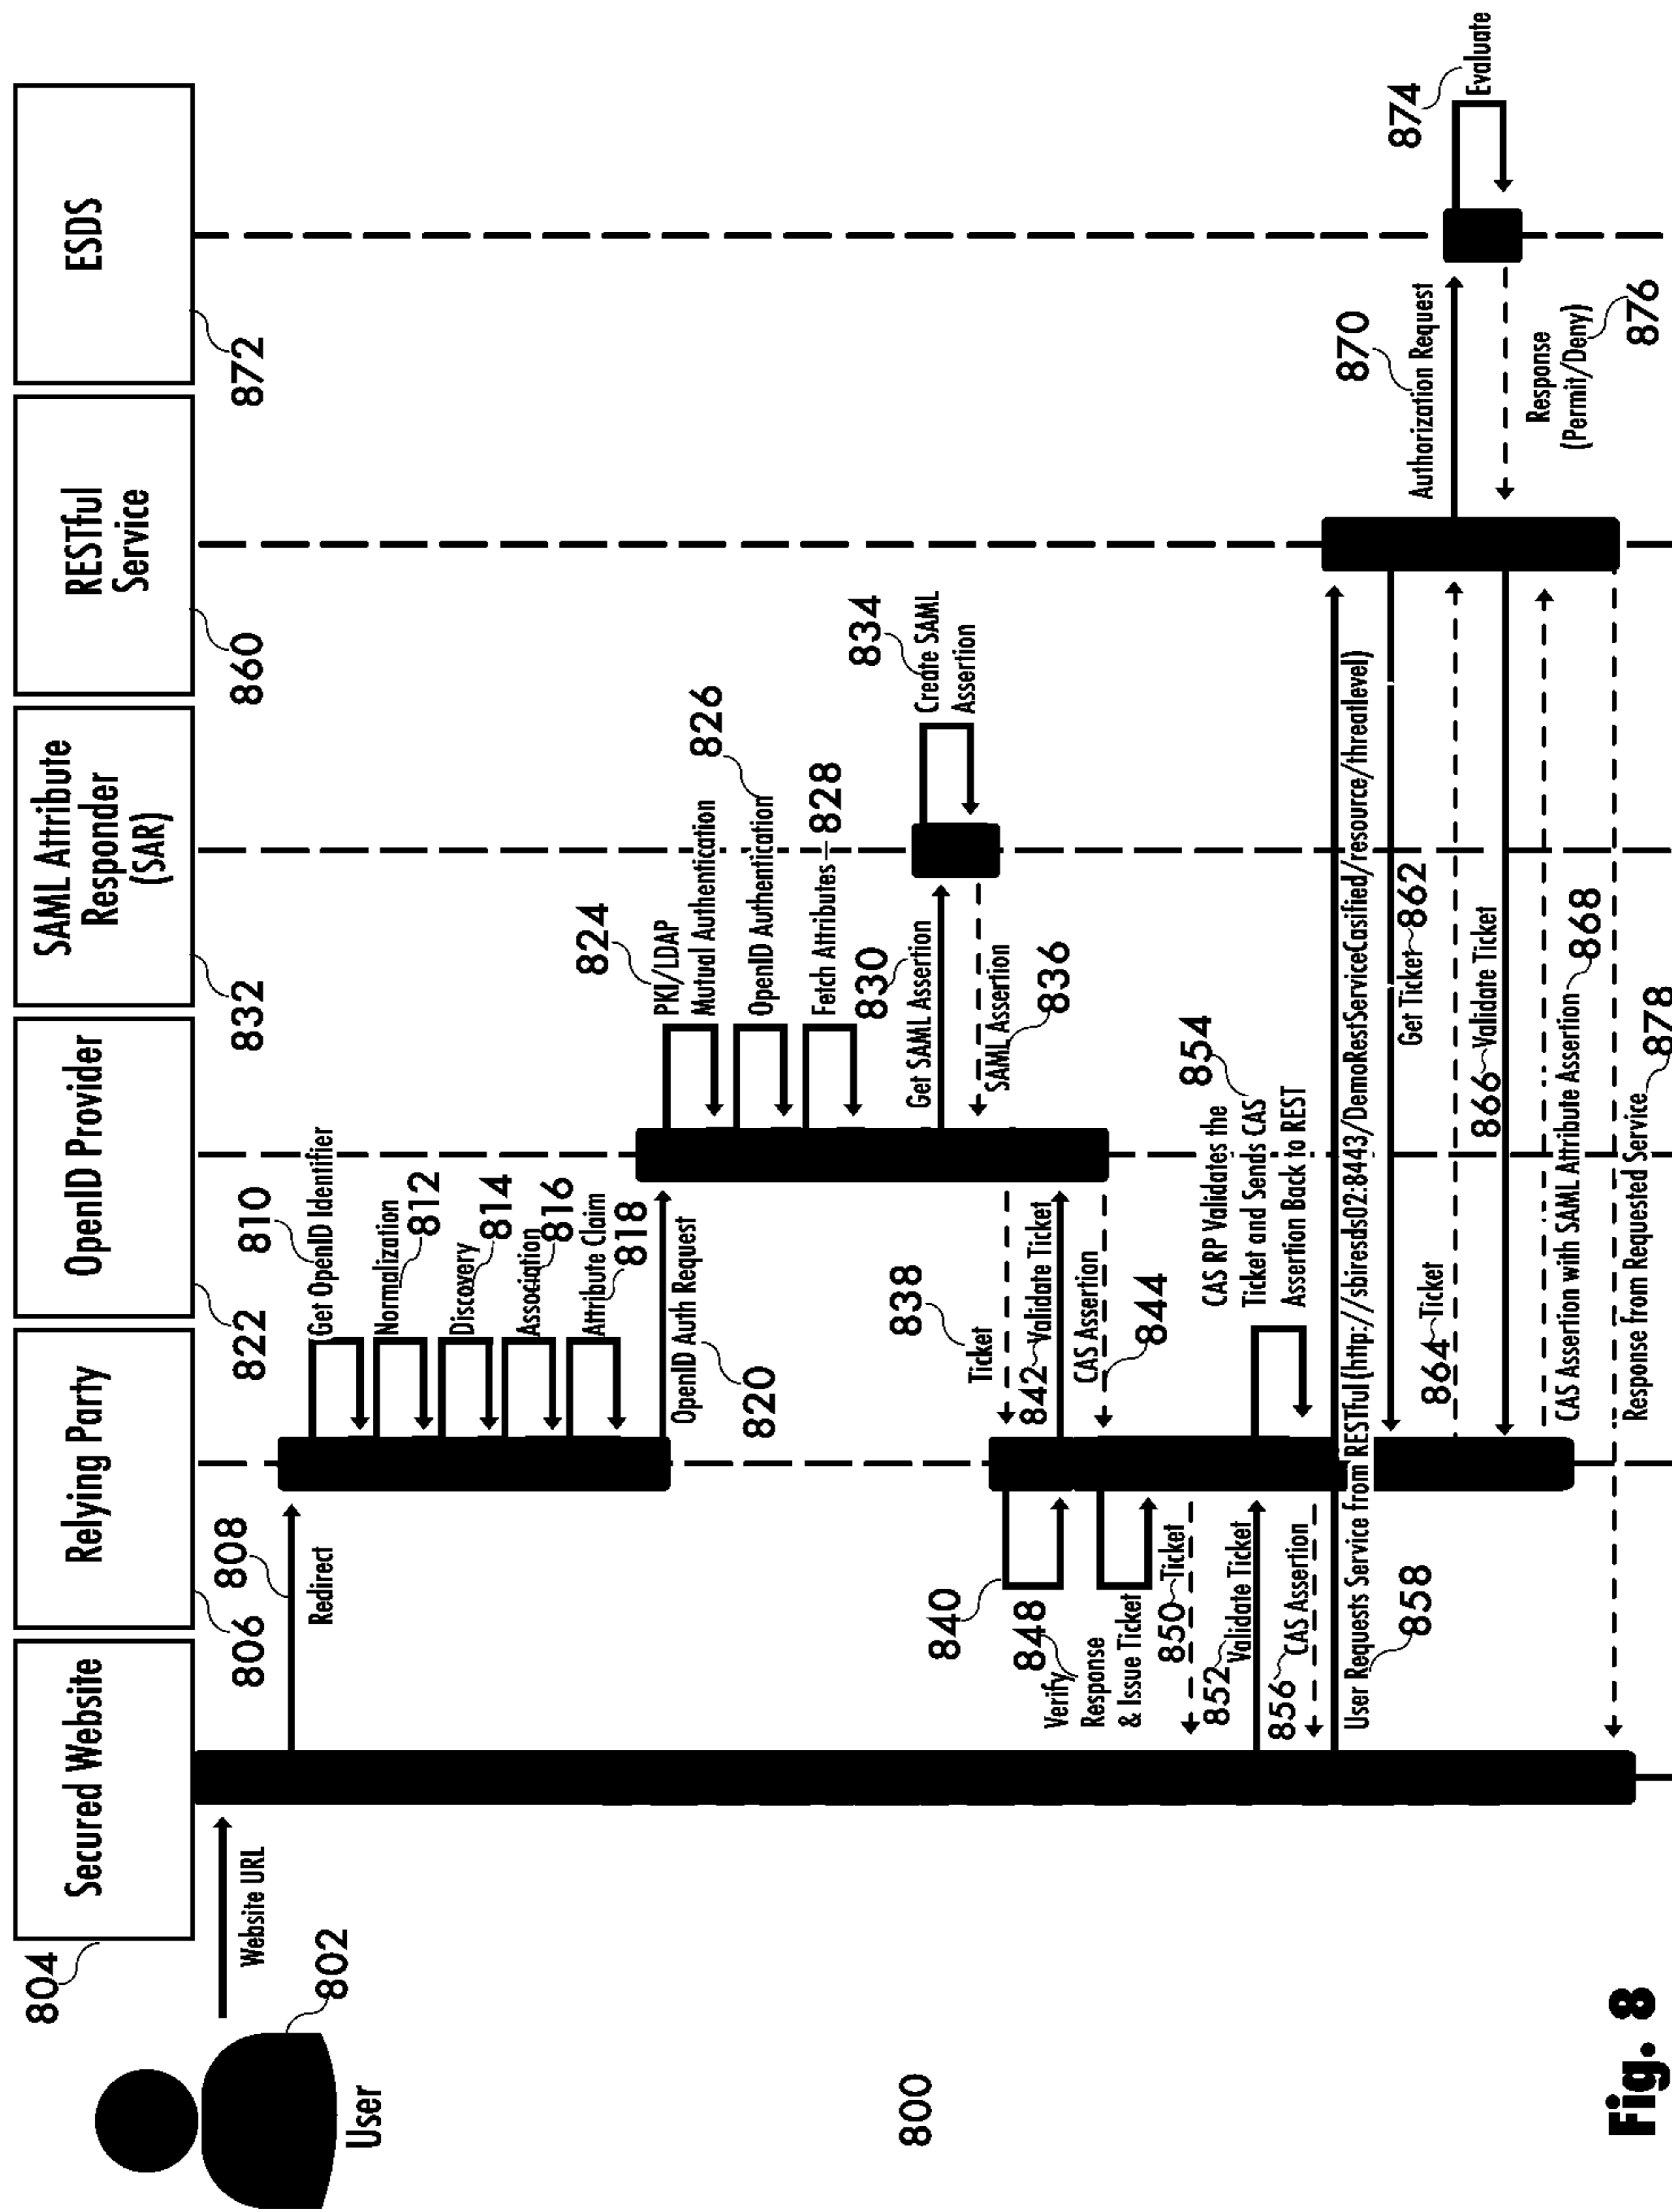 Secured Website
Relying Party
OpenID Provider
SAML Attribute
Responder
(SAR)
RESTful
Service
ESDS
804
806
822
832
860
872
User
802
Website URL
808
Redirect
810
Get OpenID Identifier
Normalization
812
Discovery
814
Association
816
Attribute Claim
818
OpenID Auth Request
820
824
PKI/LDAP
Mutual Authentication
826
OpenID Authentication
Fetch Attributes
828
830
Get SAML Assertion
834
Create SAML
Assertion
SAML Assertion
836
838
Ticket
840
842
Validate Ticket
CAS Assertion
844
848
Verify
Response
& Issue Ticket
850
Ticket
852
Validate Ticket
854
CAS RP Validates the
Ticket and Sends CAS
Assertion Back to REST
856
CAS Assertion
User Requests Service from RESTful (http://sbiresds02:8443/DemoRestServiceCasified/resource/threatlevel)
858
Get Ticket
862
864
Ticket
866
Validate Ticket
870
Authorization Request
874
Evaluate
Response
(Permit/Deny)
876
CAS Assertion with SAML Attribute Assertion
868
Response from Requested Service
878
800
Fig. 8